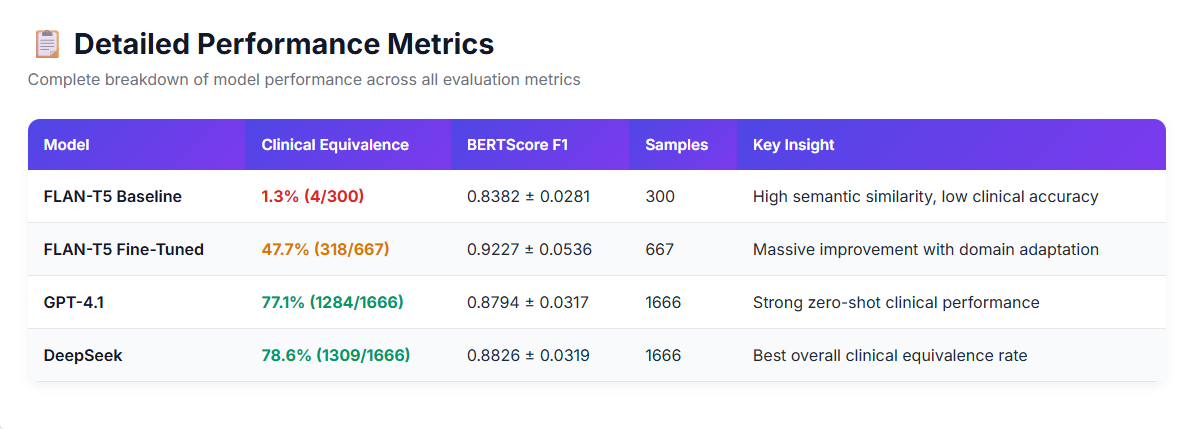 📋 Detailed Performance Metrics
Complete breakdown of model performance across all evaluation metrics
Model Clinical Equivalence BERTScore F1 Samples Key Insight
FLAN-T5 Baseline 1.3% (4/300) 0.8382 ± 0.0281 300 High semantic similarity, low clinical accuracy
FLAN-T5 Fine-Tuned 47.7% (318/667) 0.9227 ± 0.0536 667 Massive improvement with domain adaptation
GPT-4.1 77.1% (1284/1666) 0.8794 ± 0.0317 1666 Strong zero-shot clinical performance
DeepSeek 78.6% (1309/1666) 0.8826 ± 0.0319 1666 Best overall clinical equivalence rate